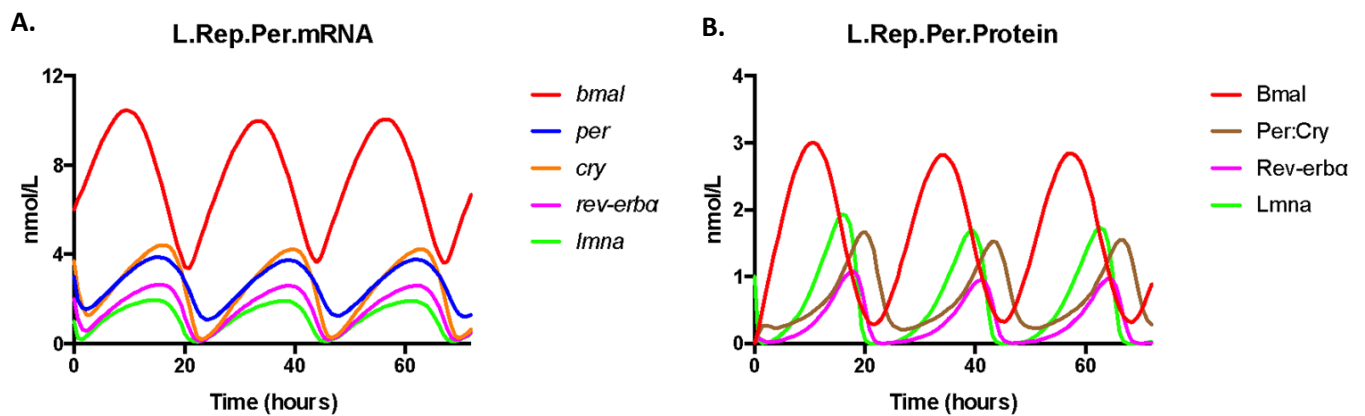 A.
L.Rep.Per.mRNA
nmol/L
12
8
4
0
0
20
40
60
Time (hours)
bmal
per
cry
rev-erbα
lmna
B.
L.Rep.Per.Protein
nmol/L
4
3
2
1
0
0
20
40
60
Time (hours)
Bmal
Per:Cry
Rev-erbα
Lmna